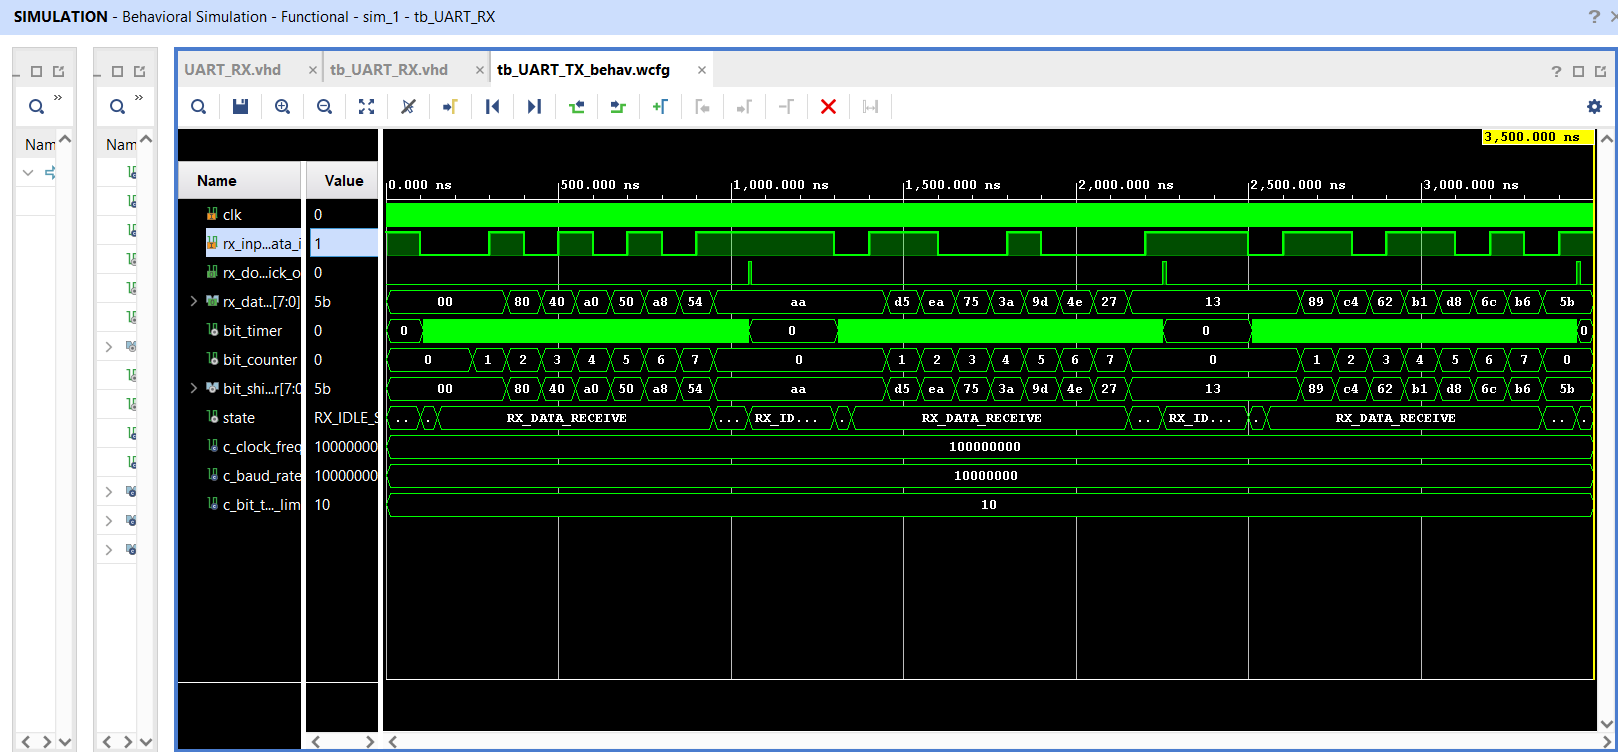 SIMULATION - Behavioral Simulation - Functional - sim_1 - tb_UART_RX
UART_RX.vhd
tb_UART_RX.vhd
tb_UART_TX_behav.wcfg
3,500.000 ns
Nam
Nam
Name Value 0.000 ns 500.000 ns 1,000.000 ns 1,500.000 ns 2,000.000 ns 2,500.000 ns 3,000.000 ns
clk 0
rx_inp...ata_i 1
rx_do...ick_o 0
rx_dat...[7:0] 5b 00 80 40 a0 50 a8 54 aa d5 ea 75 3a 9d 4e 27 13 89 c4 62 b1 d8 6c b6 5b
bit_timer 0 0 0 0 0
bit_counter 0 0 1 2 3 4 5 6 7 0 1 2 3 4 5 6 7 0 1 2 3 4 5 6 7 0
bit_shi...r[7:0 5b 00 80 40 a0 50 a8 54 aa d5 ea 75 3a 9d 4e 27 13 89 c4 62 b1 d8 6c b6 5b
state RX_IDLE_S .. . RX_DATA_RECEIVE ... RX_ID... . RX_DATA_RECEIVE .. RX_ID... . RX_DATA_RECEIVE .. .
c_clock_freq 10000000 100000000
c_baud_rate 10000000 10000000
c_bit_t..._lim 10 10